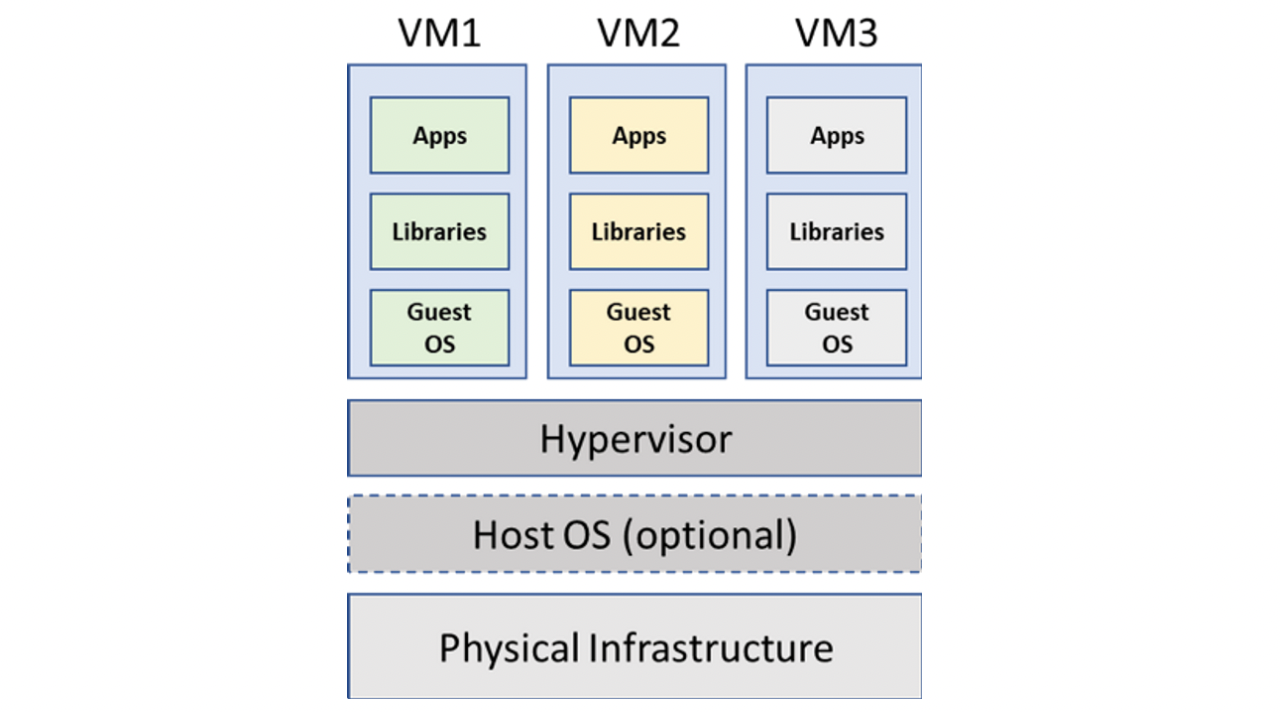 VM1 VM2 VM3
Apps Apps Apps
Libraries Libraries Libraries
Guest Guest Guest
OS OS OS
Hypervisor
Host OS (optional)
Physical Infrastructure